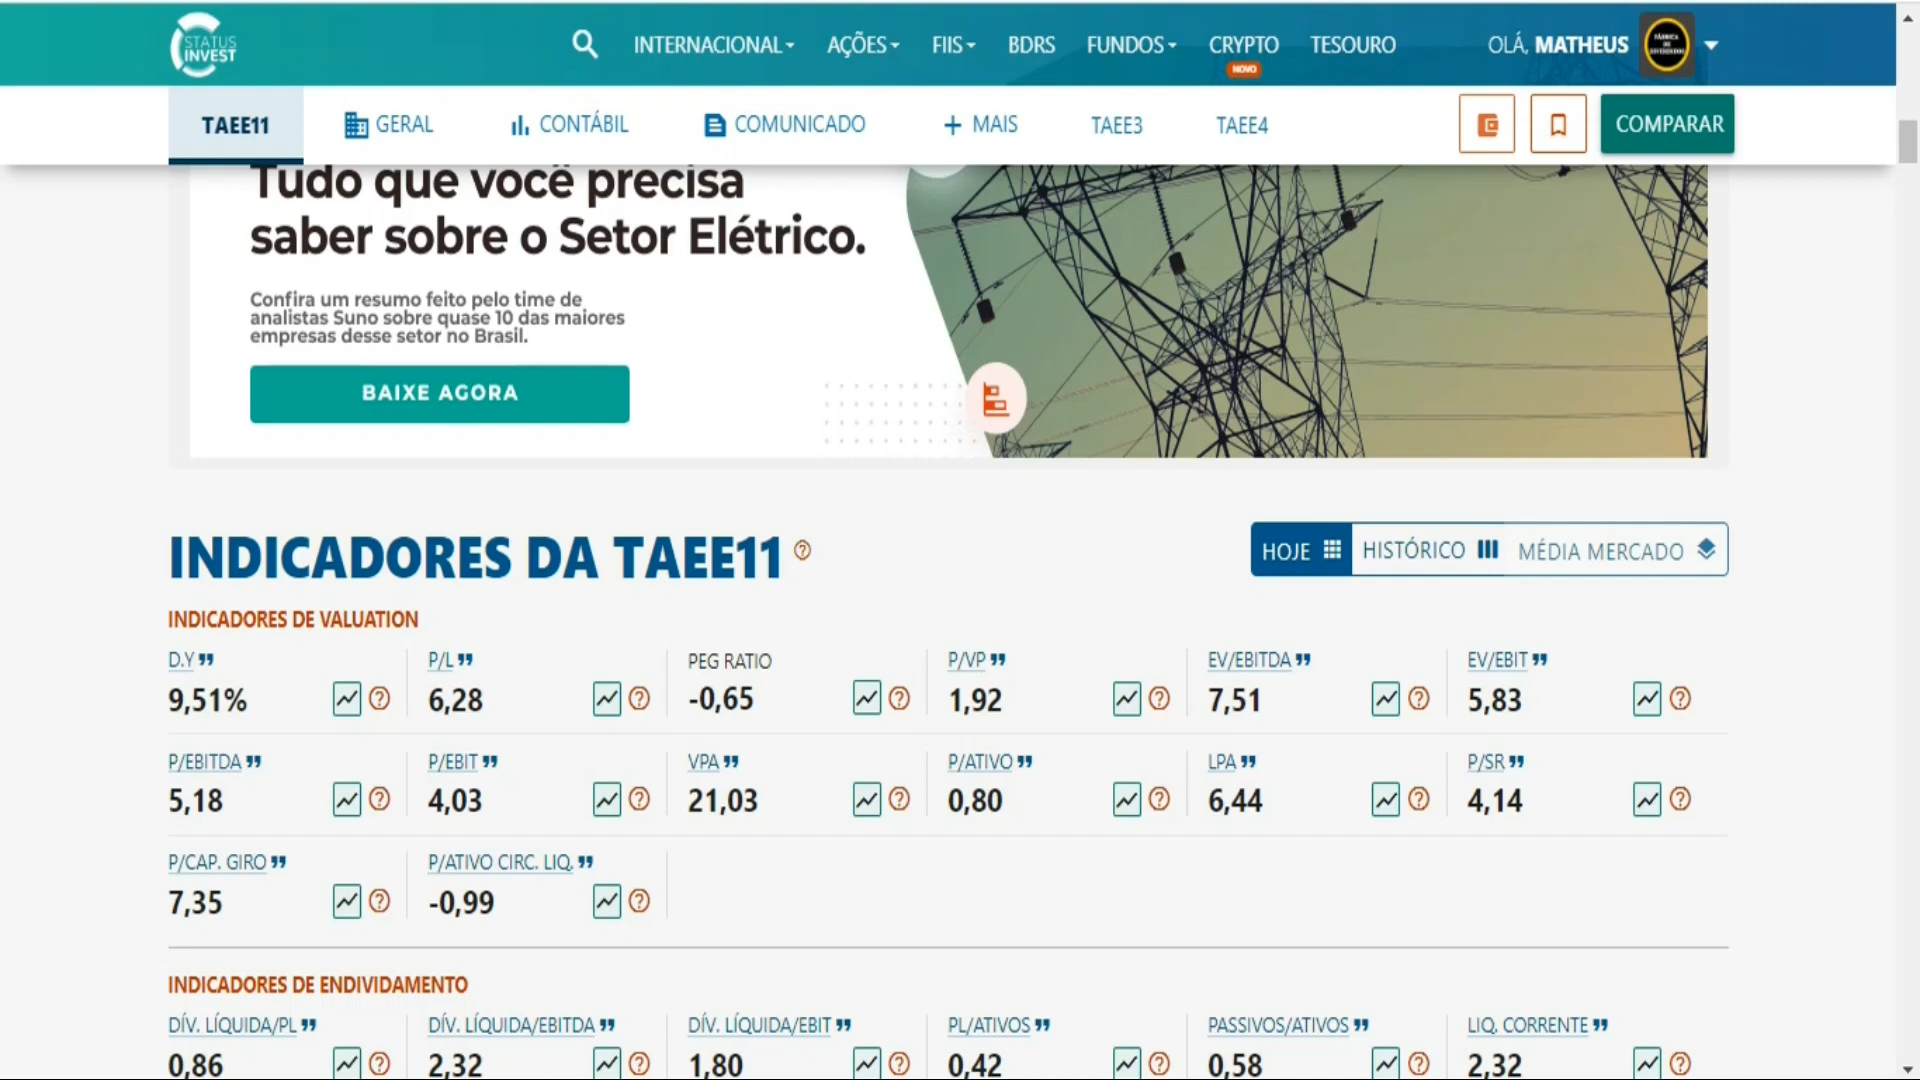 STATUS
INVEST
INTERNACIONAL
AÇÕES
FIIS
BDRS
FUNDOS
CRYPTO
NOVO
TESOURO
OLÁ, MATHEUS
TAEE11
GERAL
CONTÁBIL
COMUNICADO
MAIS
TAEE3
TAEE4
COMPARAR
Tudo que você precisa
saber sobre o Setor Elétrico.
Confira um resumo feito pelo time de
analistas Suno sobre quase 10 das maiores
empresas desse setor no Brasil.
BAIXE AGORA
INDICADORES DA TAEE11
HOJE
HISTÓRICO
MÉDIA MERCADO
INDICADORES DE VALUATION
D.Y
P/L
PEG RATIO
P/VP
EV/EBITDA
EV/EBIT
9,51%
6,28
-0,65
1,92
7,51
5,83
P/EBITDA
P/EBIT
VPA
P/ATIVO
LPA
P/SR
5,18
4,03
21,03
0,80
6,44
4,14
P/CAP. GIRO
P/ATIVO CIRC. LIQ.
7,35
-0,99
INDICADORES DE ENDIVIDAMENTO
DÍV. LÍQUIDA/PL
DÍV. LÍQUIDA/EBITDA
DÍV. LÍQUIDA/EBIT
PL/ATIVOS
PASSIVOS/ATIVOS
LIQ. CORRENTE
0,86
2,32
1,80
0,42
0,58
2,32